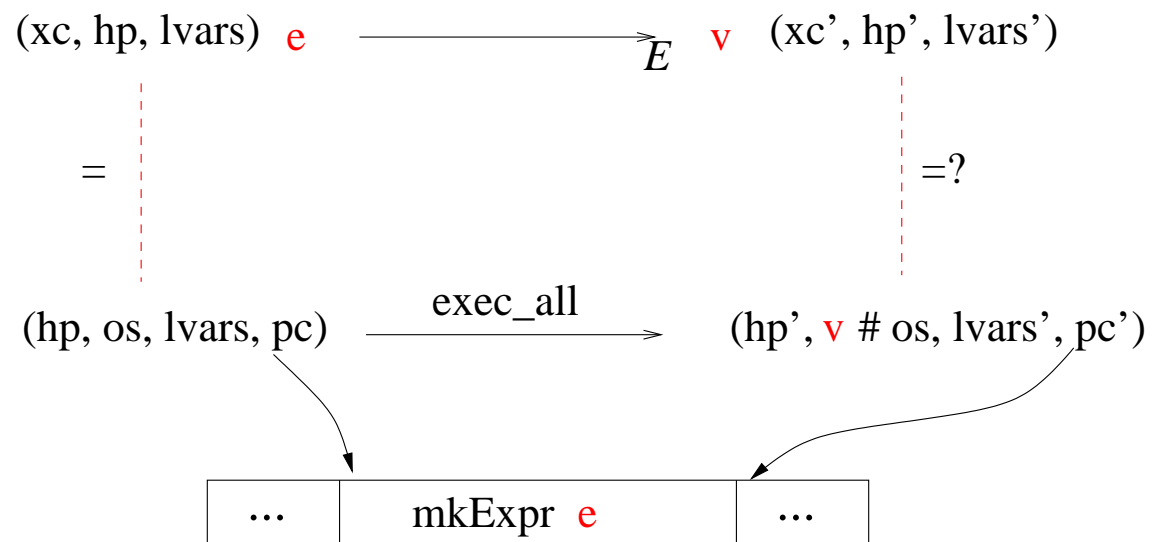 (xc, hp, lvars) e E v (xc’, hp’, lvars’)
= =?
exec_all
(hp, os, lvars, pc) (hp’, v # os, lvars’, pc’)
... mkExpr e ...